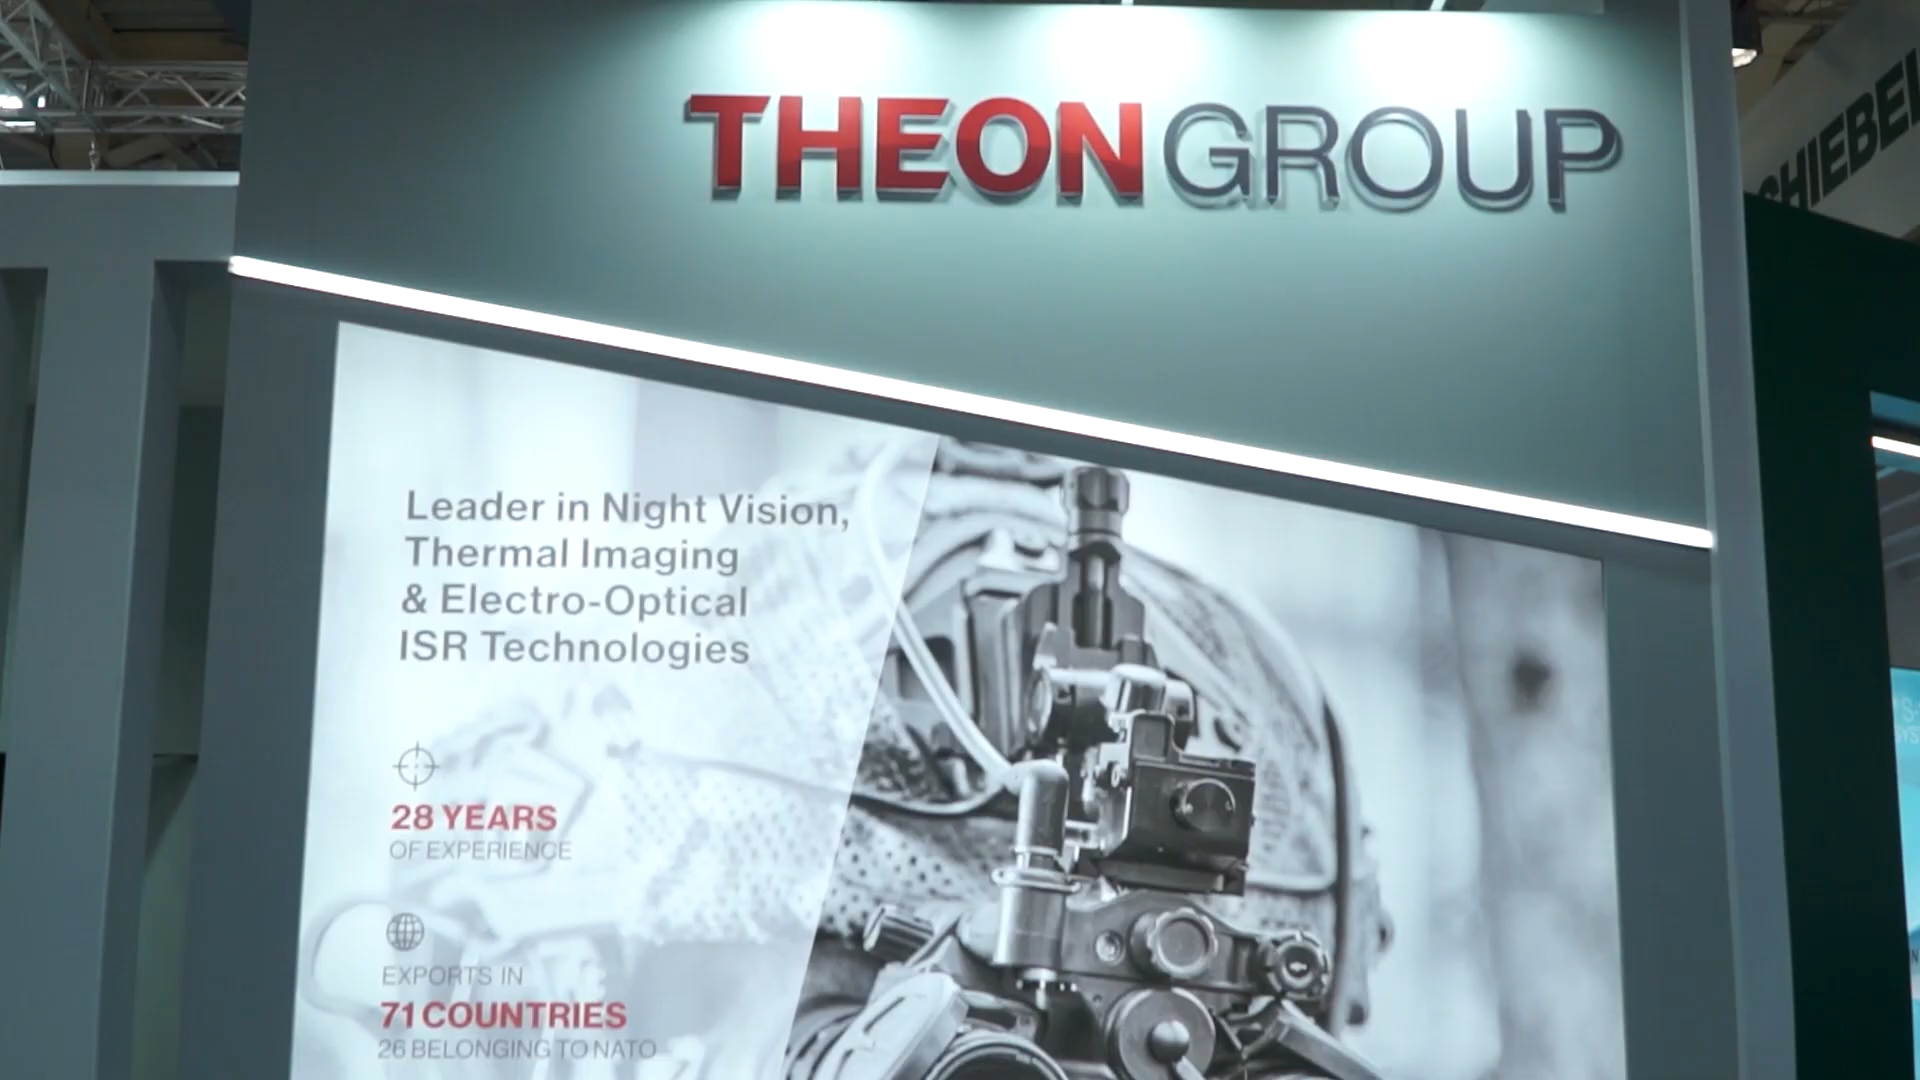 THEON GROUP
Leader in Night Vision,
Thermal Imaging
& Electro-Optical
ISR Technologies
28 YEARS
OF EXPERIENCE
EXPORTS IN
71 COUNTRIES
26 BELONGING TO NATO
CHIEBEL